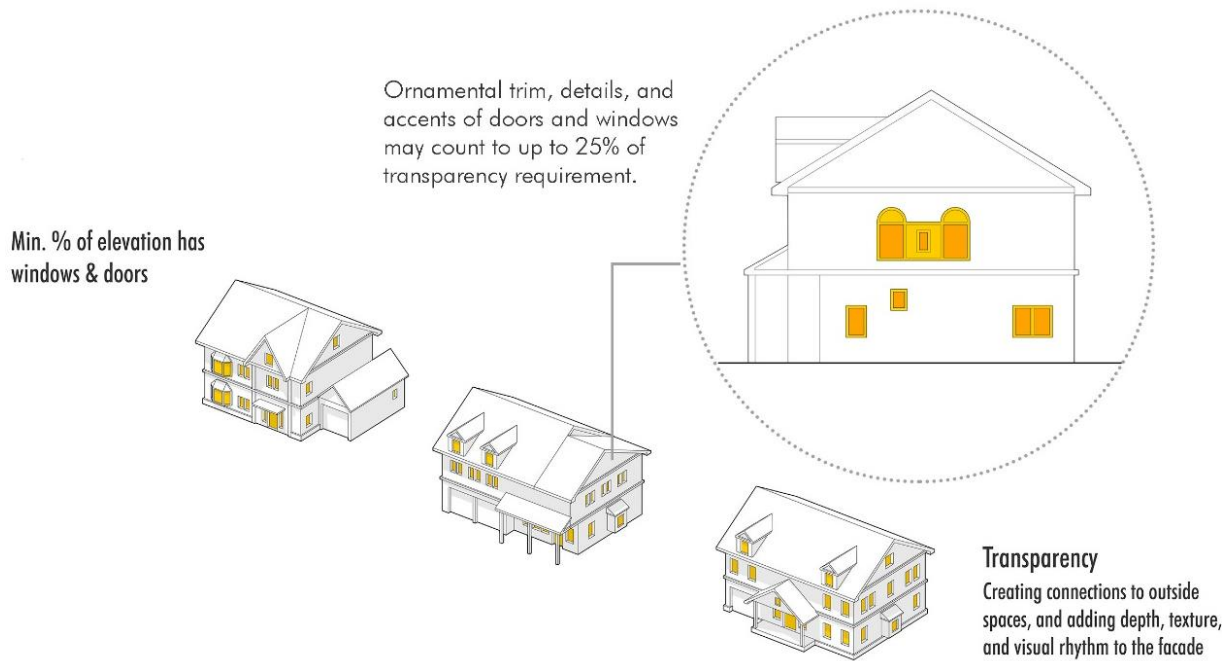 Ornamental trim, details, and
accents of doors and windows
may count to up to 25% of
transparency requirement.
Min. % of elevation has
windows & doors
Transparency
Creating connections to outside
spaces, and adding depth, texture,
and visual rhythm to the facade